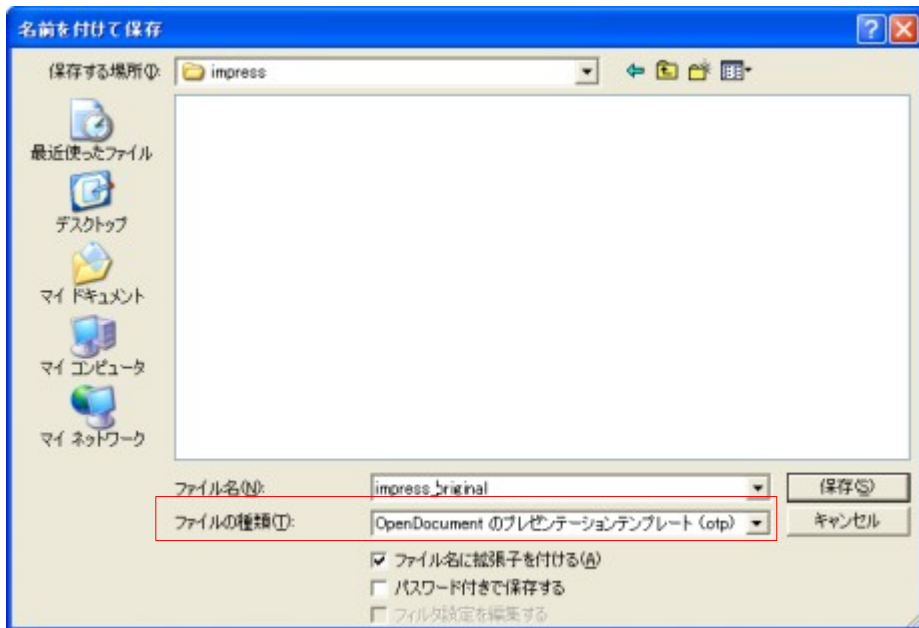 名前を付けて保存
保存する場所(I):
impress
最近使ったファイル
デスクトップ
マイ ドキュメント
マイ コンピュータ
マイ ネットワーク
ファイル名(N):
impress_original
保存(S)
ファイルの種類(T):
OpenDocument のプレゼンテーションテンプレート (otp)
キャンセル
ファイル名に拡張子を付ける(A)
パスワード付きで保存する
フィルタ設定を編集する